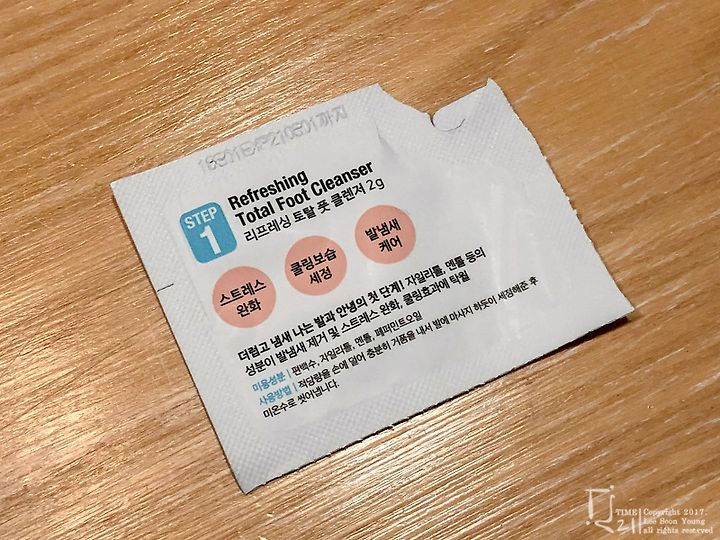 STEP
1
Refreshing
Total Foot Cleanser
리프레싱 토탈 풋 클렌저 2g
스트레스
완화
쿨링보습
세정
발냄새
케어
더럽고 냄새 나는 발과 안녕의 첫 단계! 자일리톨, 멘톨 등의
성분이 발냄새 제거 및 스트레스 완화, 쿨링효과에 탁월
미용성분 | 편백수, 자일리톨, 멘톨, 페파민트오일
사용방법 | 적당량을 손에 덜어 충분히 거품을 내서 발에 마사지 하듯이 세정해준 후
미온수로 씻어냅니다.
TIME
Copyright 2017.
Lee Soon Young
all rights reserved